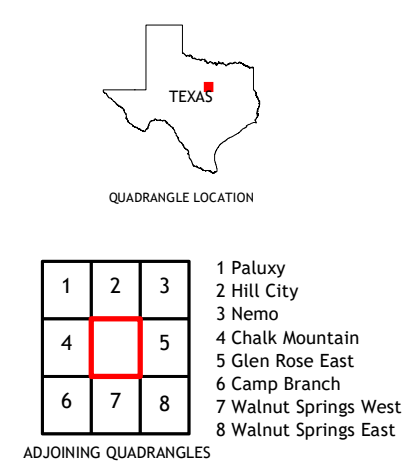 TEXAS
QUADRANGLE LOCATION
1 2 3
4 5
6 7 8
1 Paluxy
2 Hill City
3 Nemo
4 Chalk Mountain
5 Glen Rose East
6 Camp Branch
7 Walnut Springs West
8 Walnut Springs East
ADJOINING QUADRANGLES